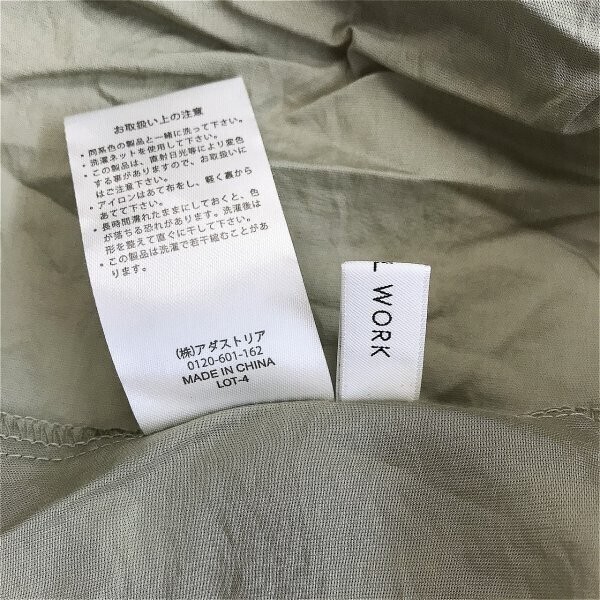 お取扱い上の注意
・同系色の製品と一緒に洗って下さい。
・洗濯ネットを使用して下さい。
・この製品は、直射日光等により変色
する事がありますので、お取扱いに
はご注意下さい。
・アイロンはあて布をし、軽く裏から
あてて下さい。
・長時間濡れたままにしておくと、色
が落ちる恐れがあります。洗濯後は
形を整えて直ぐに干して下さい。
・この製品は洗濯で若干縮むことがあ
ります。
(株)アダストリア
0120-601-162
MADE IN CHINA
LOT-4
L WORK